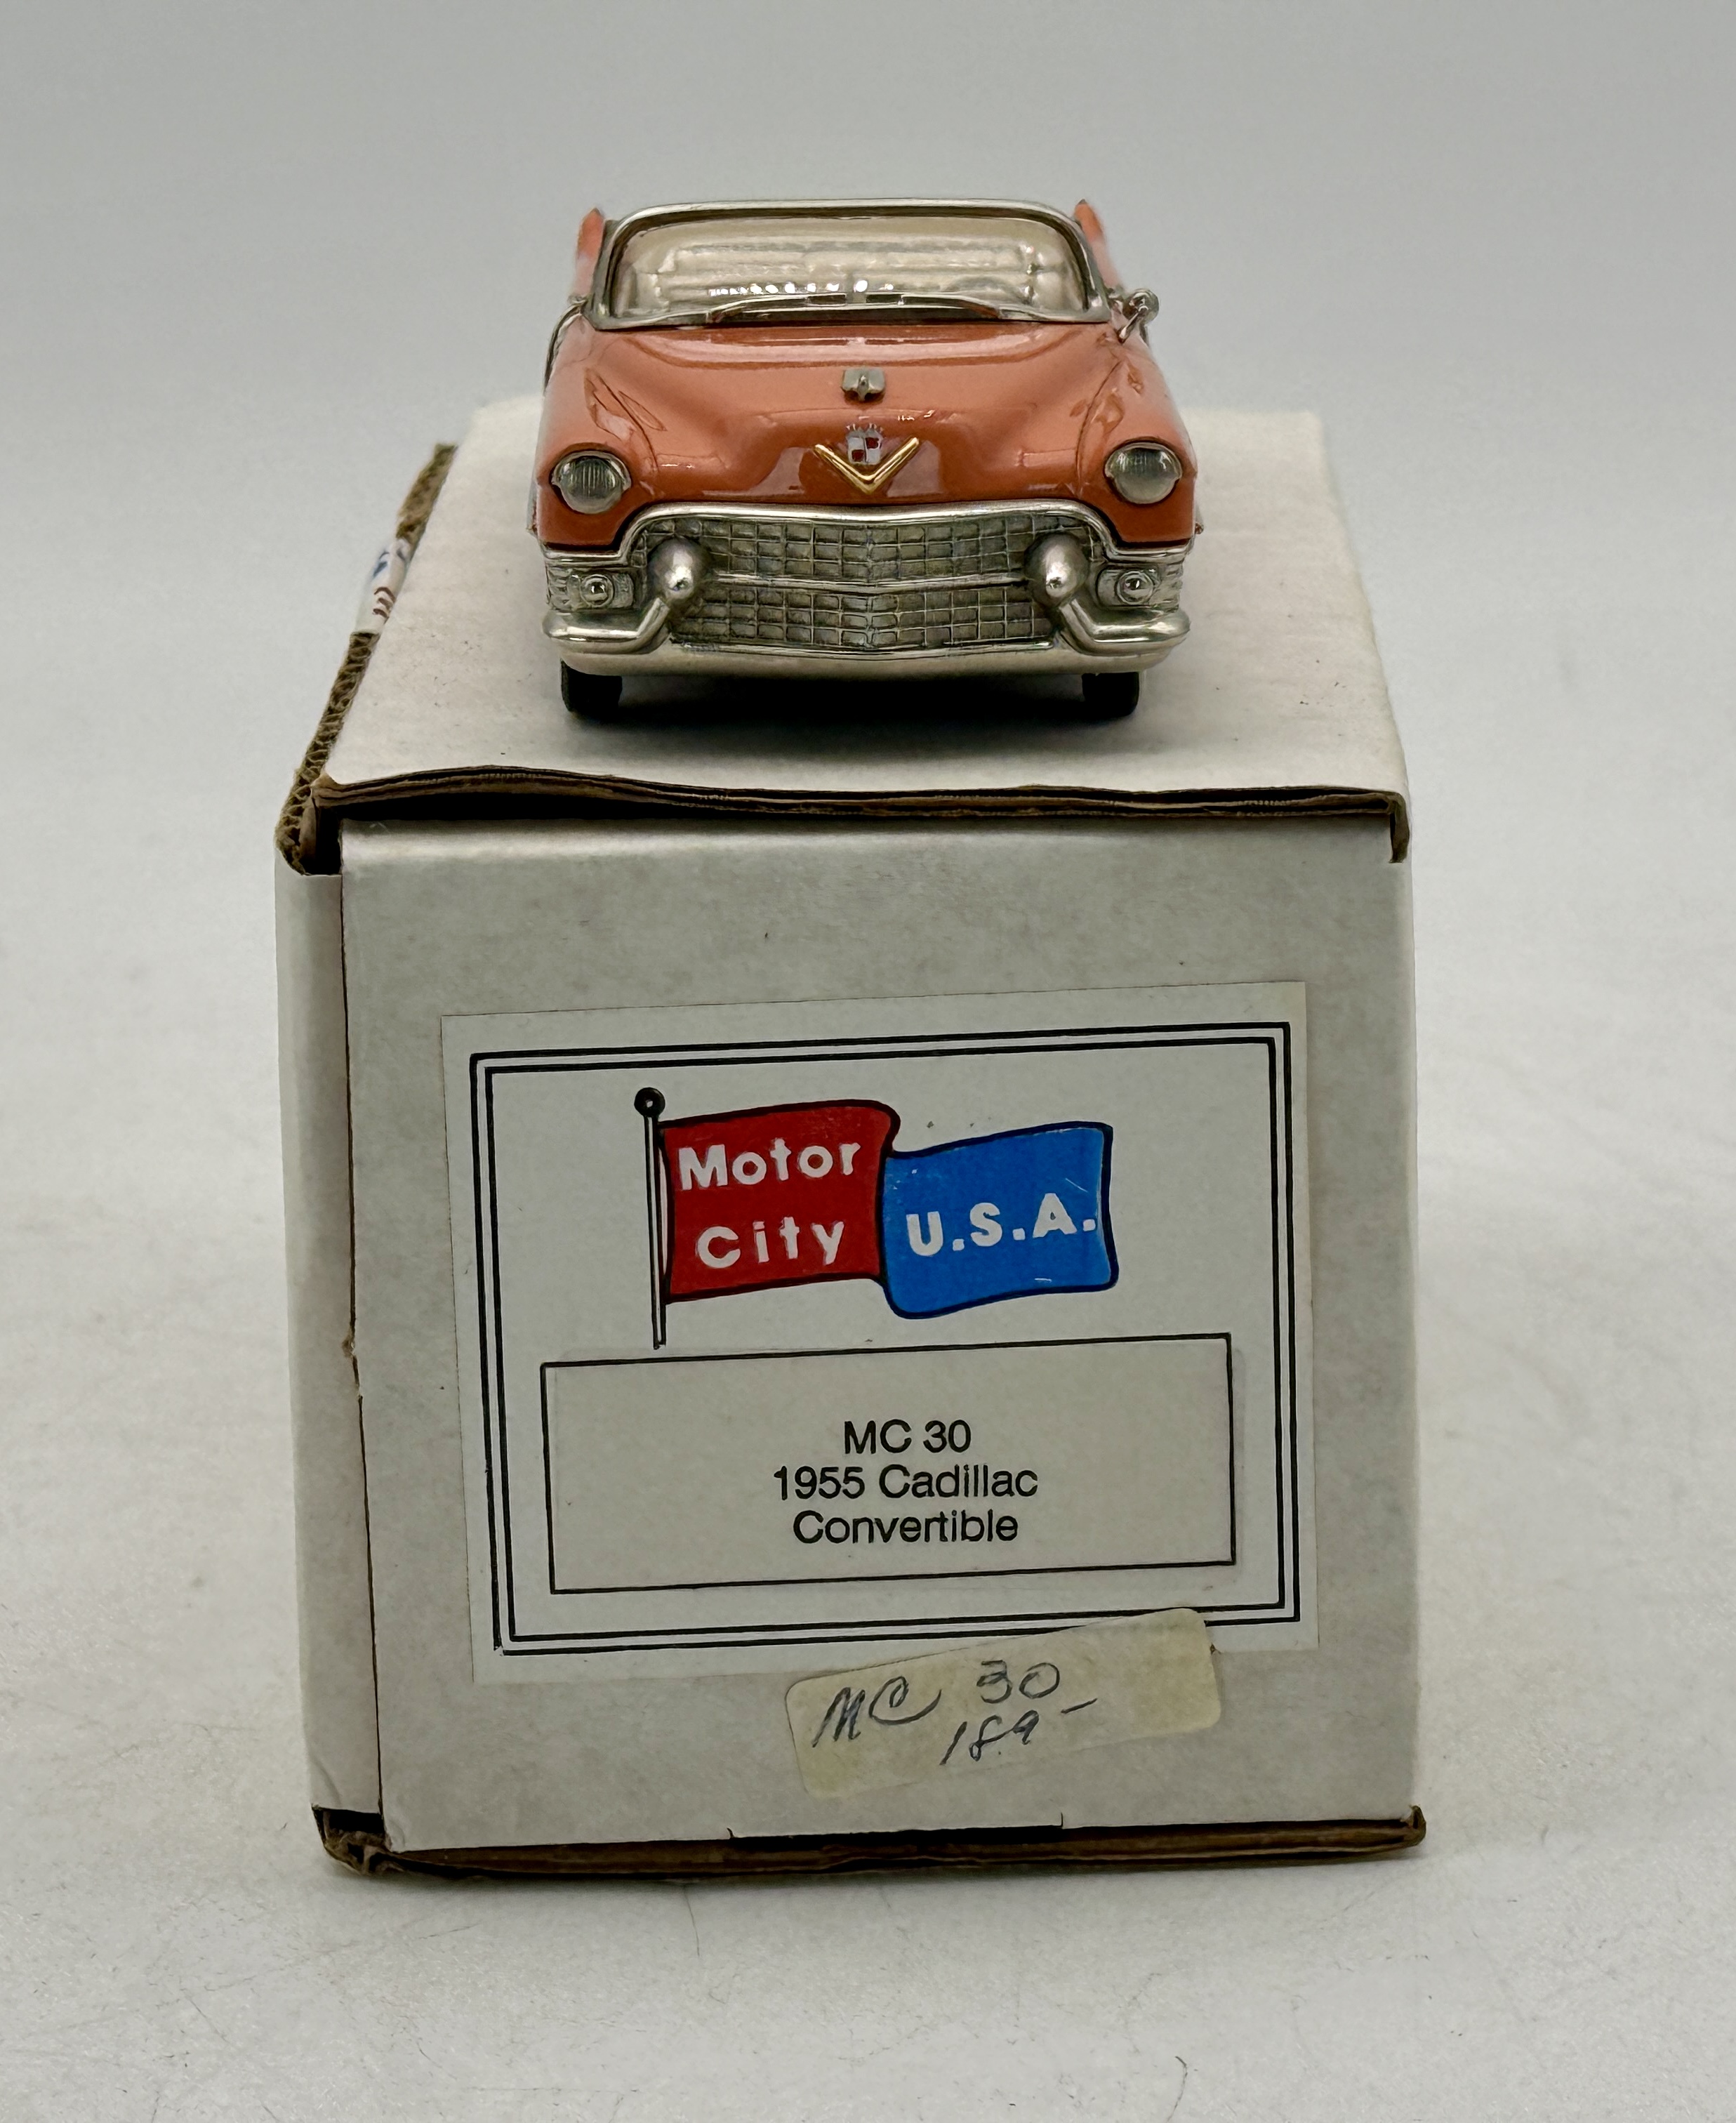 Motor
City
U.S.A.
MC 30
1955 Cadillac
Convertible
MC 30
189-